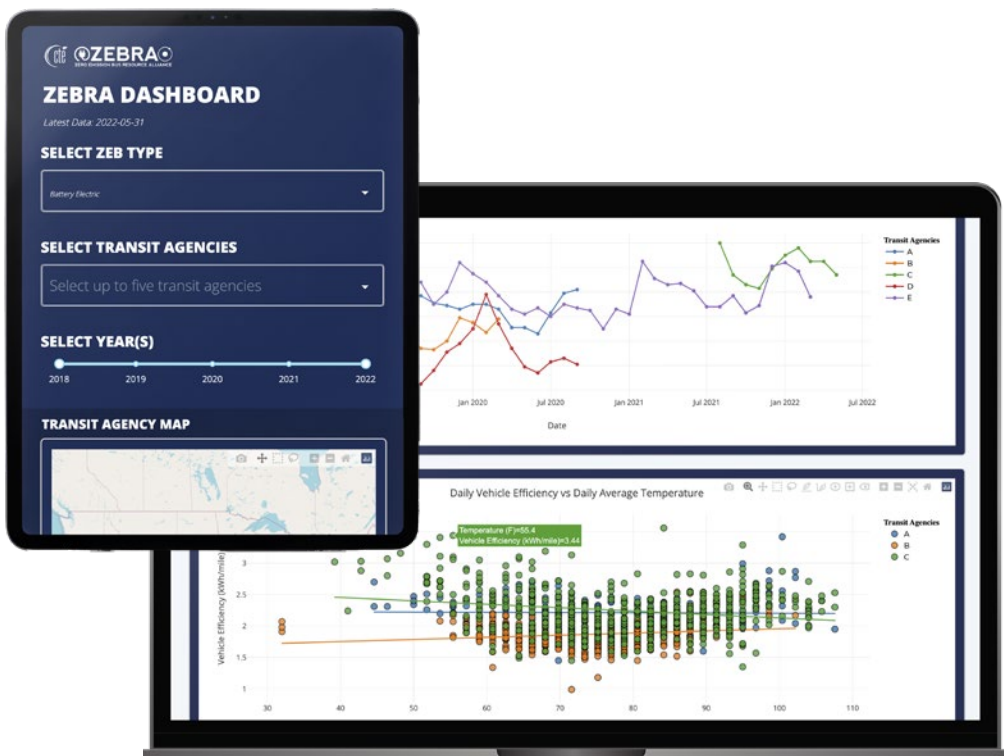 cte ZEBRA
ZERO EMISSION BUS RESOURCE ALLIANCE
ZEBRA DASHBOARD
Latest Data: 2022-05-31
SELECT ZEB TYPE
Battery Electric
SELECT TRANSIT AGENCIES
Select up to five transit agencies
SELECT YEAR(S)
2018 2019 2020 2021 2022
TRANSIT AGENCY MAP
Transit Agencies
A
B
C
D
E
Jan 2020 Jul 2020 Jan 2021 Jul 2021 Jan 2022 Jul 2022
Date
Daily Vehicle Efficiency vs Daily Average Temperature
Transit Agencies
A
B
C
Temperature (F)=55.4
Vehicle Efficiency (kWh/mile)=3.44
Vehicle Efficiency (kWh/mile)
3
2.5
2
1.5
1
30 40 50 60 70 80 90 100 110